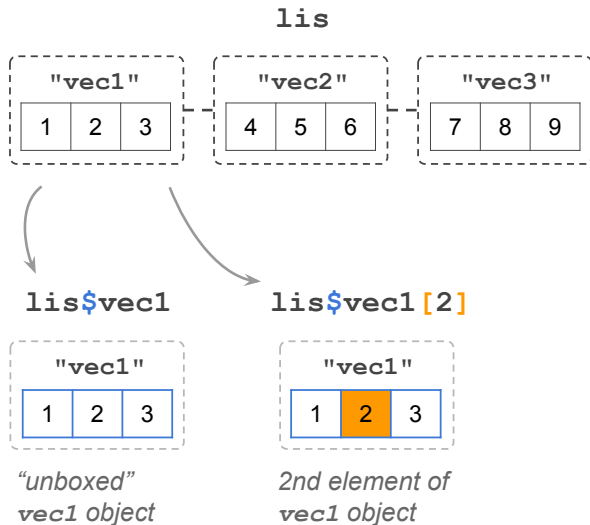 lis
"vec1" "vec2" "vec3"
1 2 3 4 5 6 7 8 9
lis$vec1 lis$vec1[2]
"vec1" "vec1"
1 2 3 1 2 3
“unboxed” 2nd element of
vec1 object vec1 object